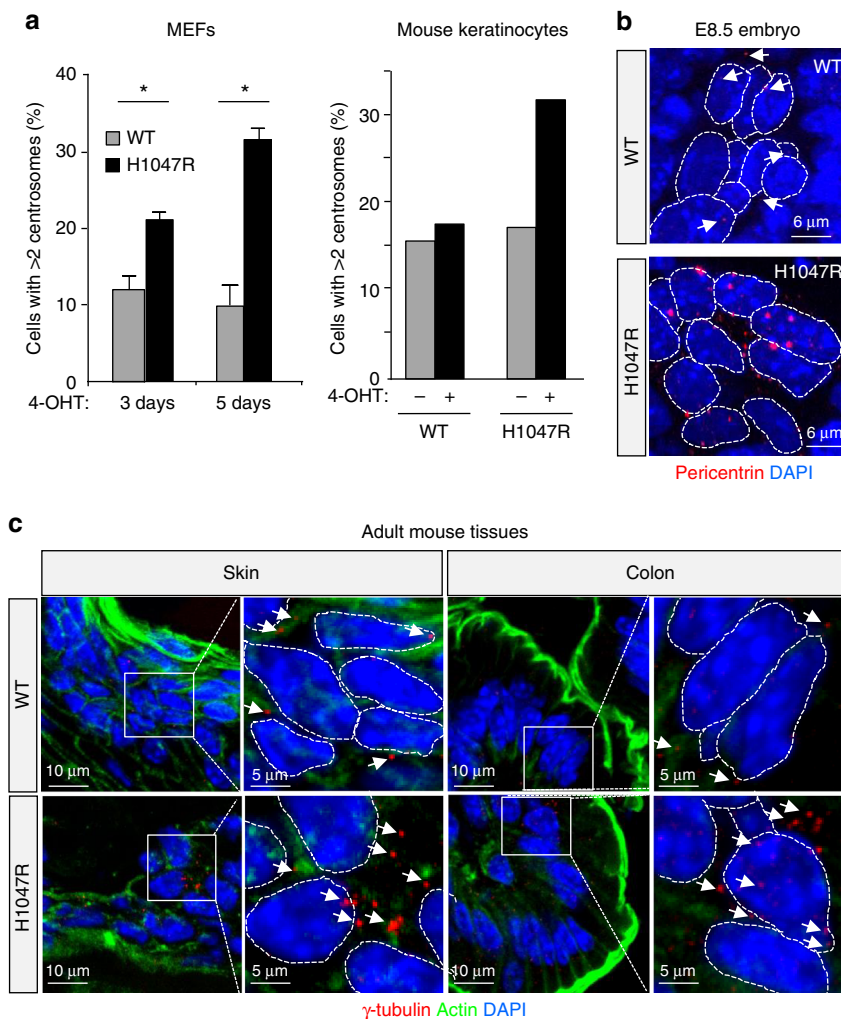 a
MEFs
Cells with >2 centrosomes (%)
40
30
20
10
0
*
*
WT
H1047R
4-OHT:
3 days
5 days
Mouse keratinocytes
Cells with >2 centrosomes (%)
30
20
10
0
4-OHT:
–
+
–
+
WT
H1047R
b
E8.5 embryo
WT
WT
6 μm
H1047R
H1047R
6 μm
Pericentrin DAPI
c
Adult mouse tissues
Skin
Colon
WT
10 μm
5 μm
10 μm
5 μm
H1047R
10 μm
5 μm
10 μm
5 μm
γ-tubulin Actin DAPI